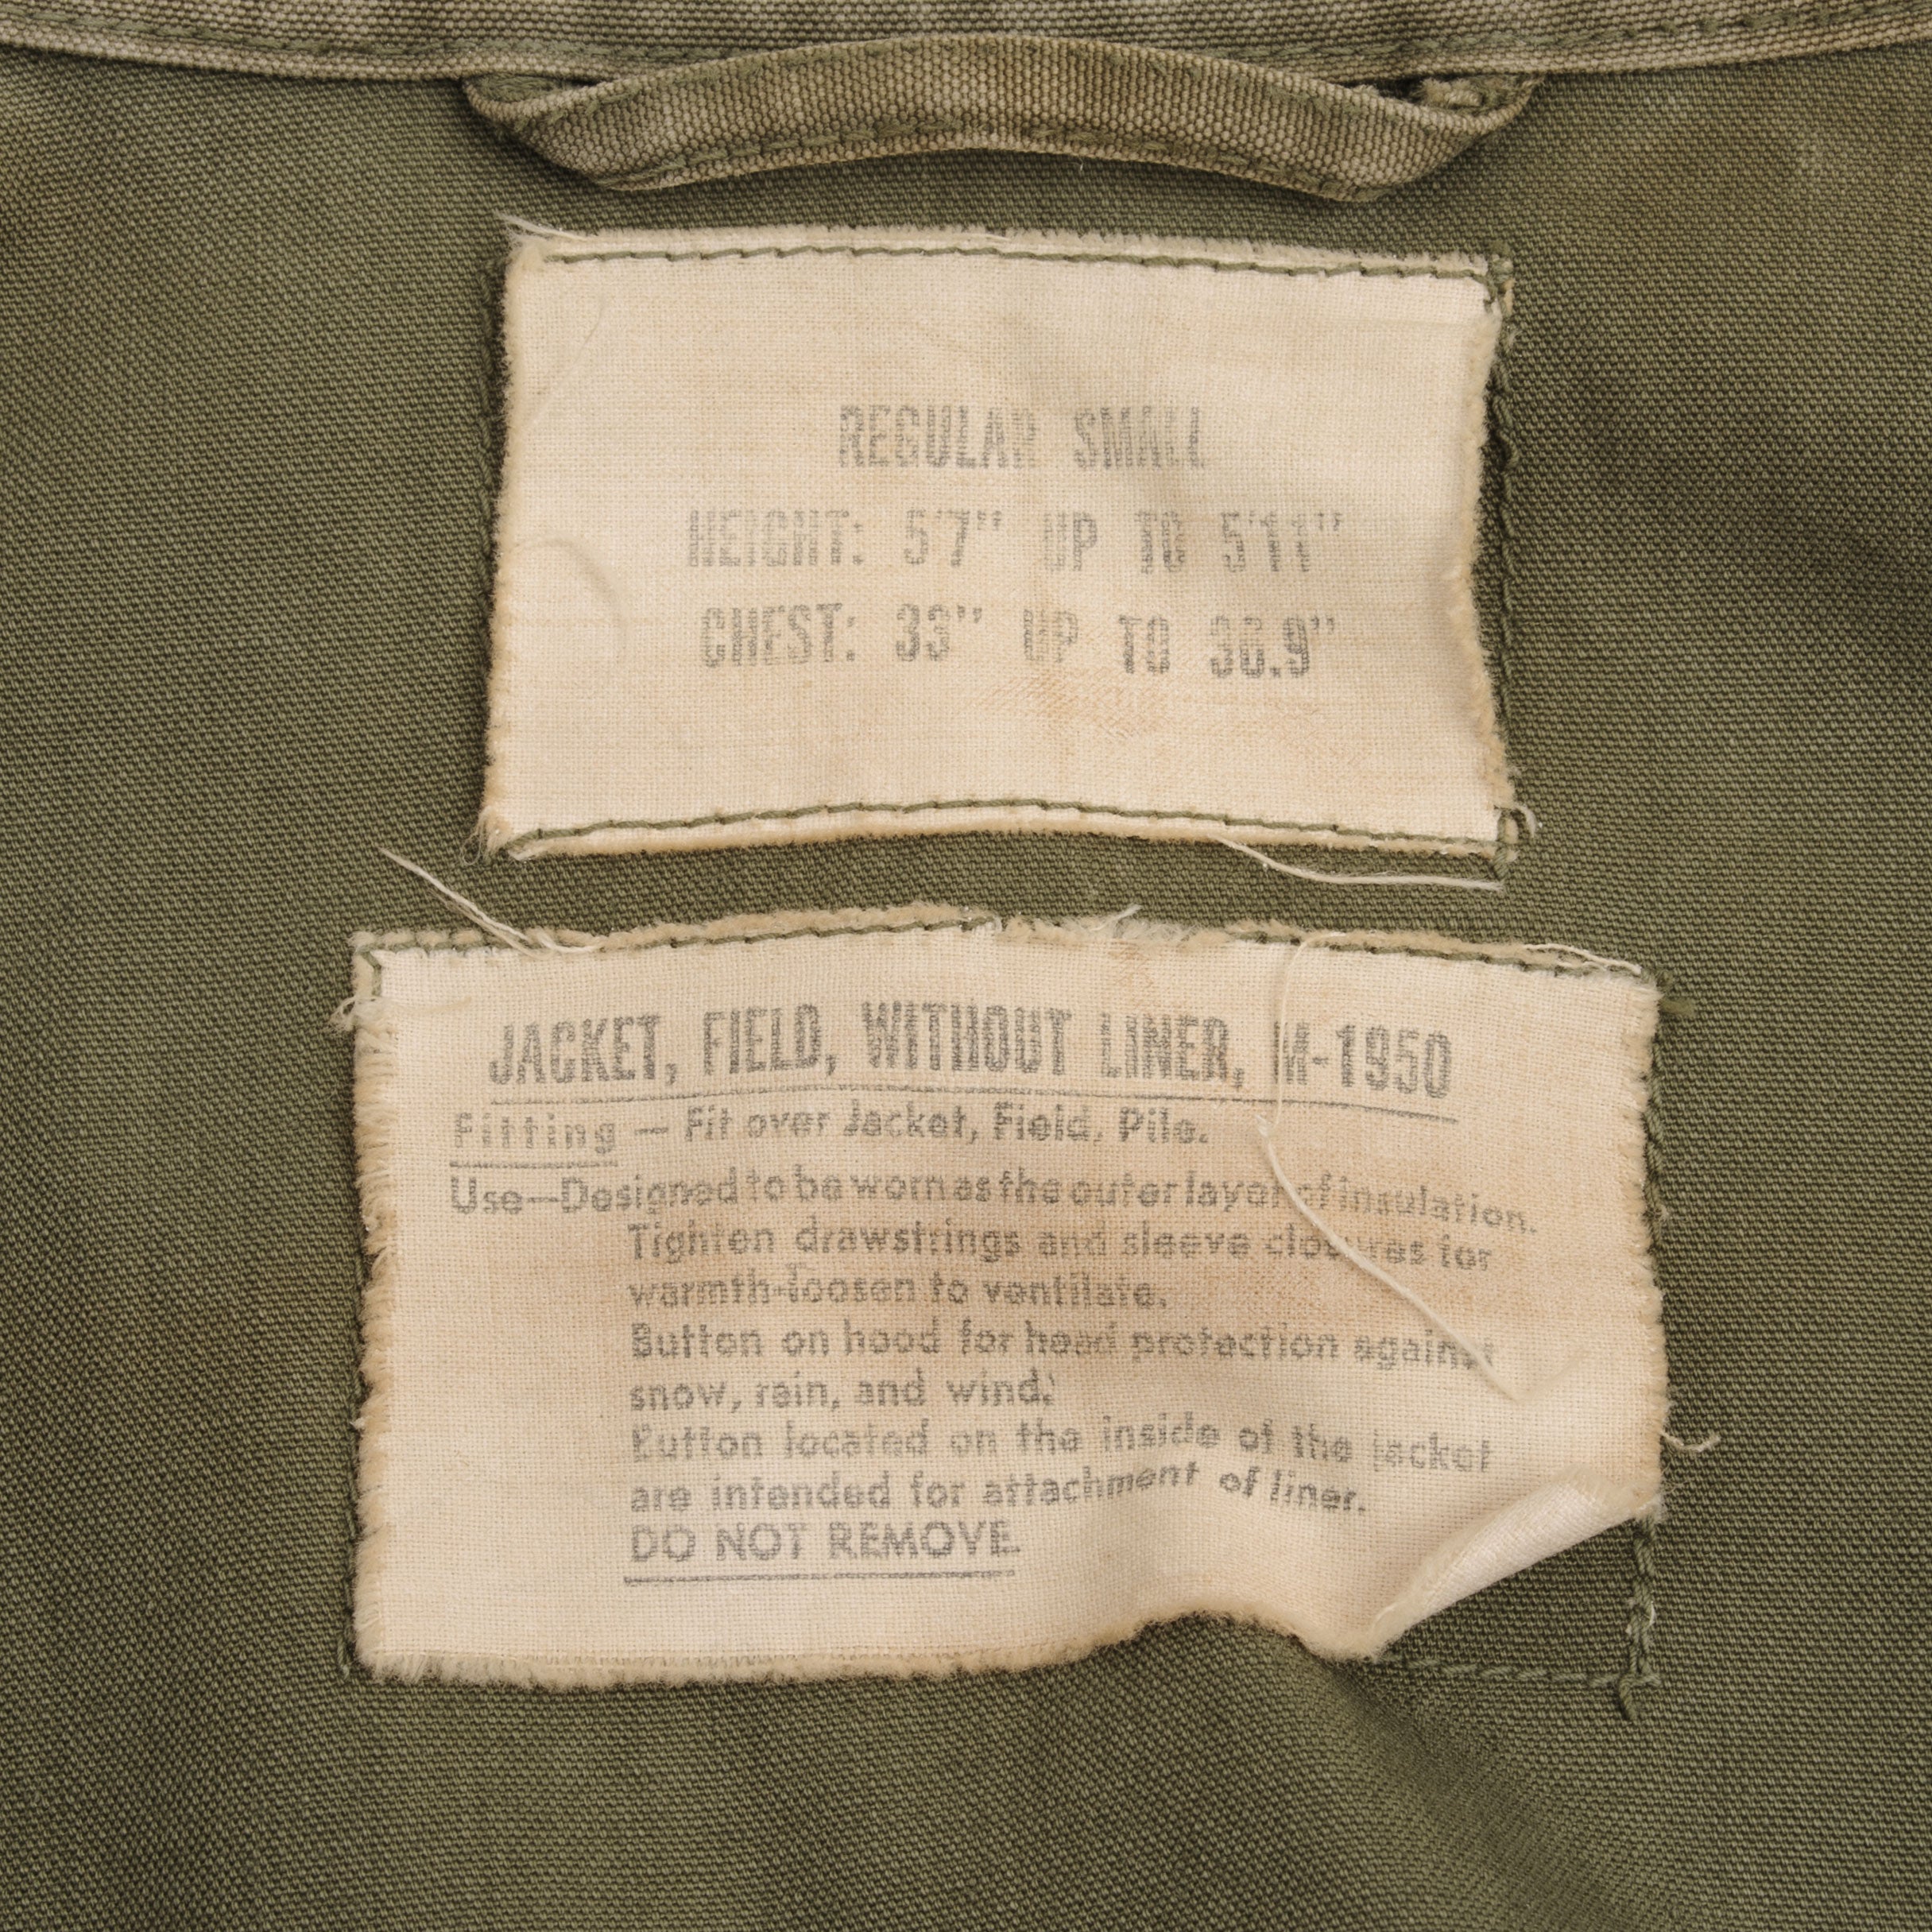 REGULAR SMALL
HEIGHT: 5'7" UP TO 5'11"
CHEST: 33" UP TO 36.9"
JACKET, FIELD, WITHOUT LINER, M-1950
Fitting — Fit over Jacket, Field, Pile.
Use—Designed to be worn as the outer layer of insulation.
Tighten drawstrings and sleeve closures for
warmth-loosen to ventilate.
Button on hood for head protection against
snow, rain, and wind.
Button located on the inside of the jacket
are intended for attachment of liner.
DO NOT REMOVE.